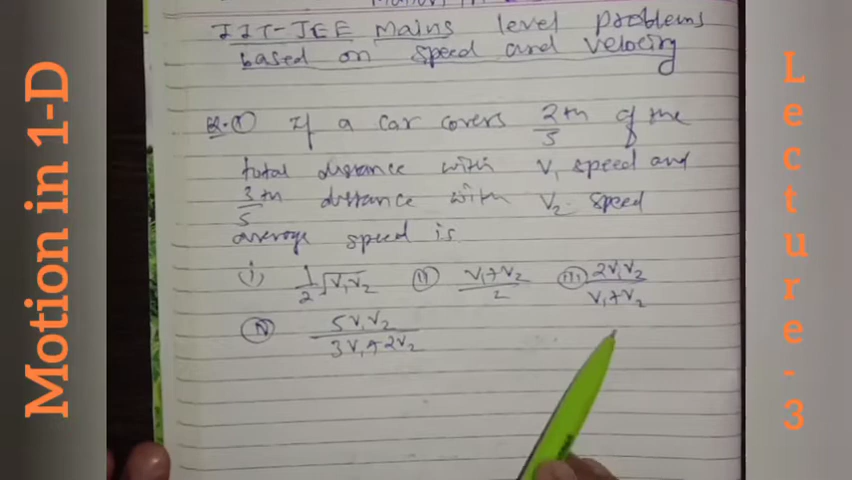 Motion in 1-D
IIT-JEE mains level problems
based on speed and velocity
Q.① If a car covers 2/5 th of the
total distance with V₁ speed and
3/5 th distance with V₂ speed
average speed is
(i) 1/2 √V₁V₂ (ii) V₁+V₂/2 (iii) 2V₁V₂/V₁+V₂
(iv) 5V₁V₂/3V₁+2V₂
Lecture-3